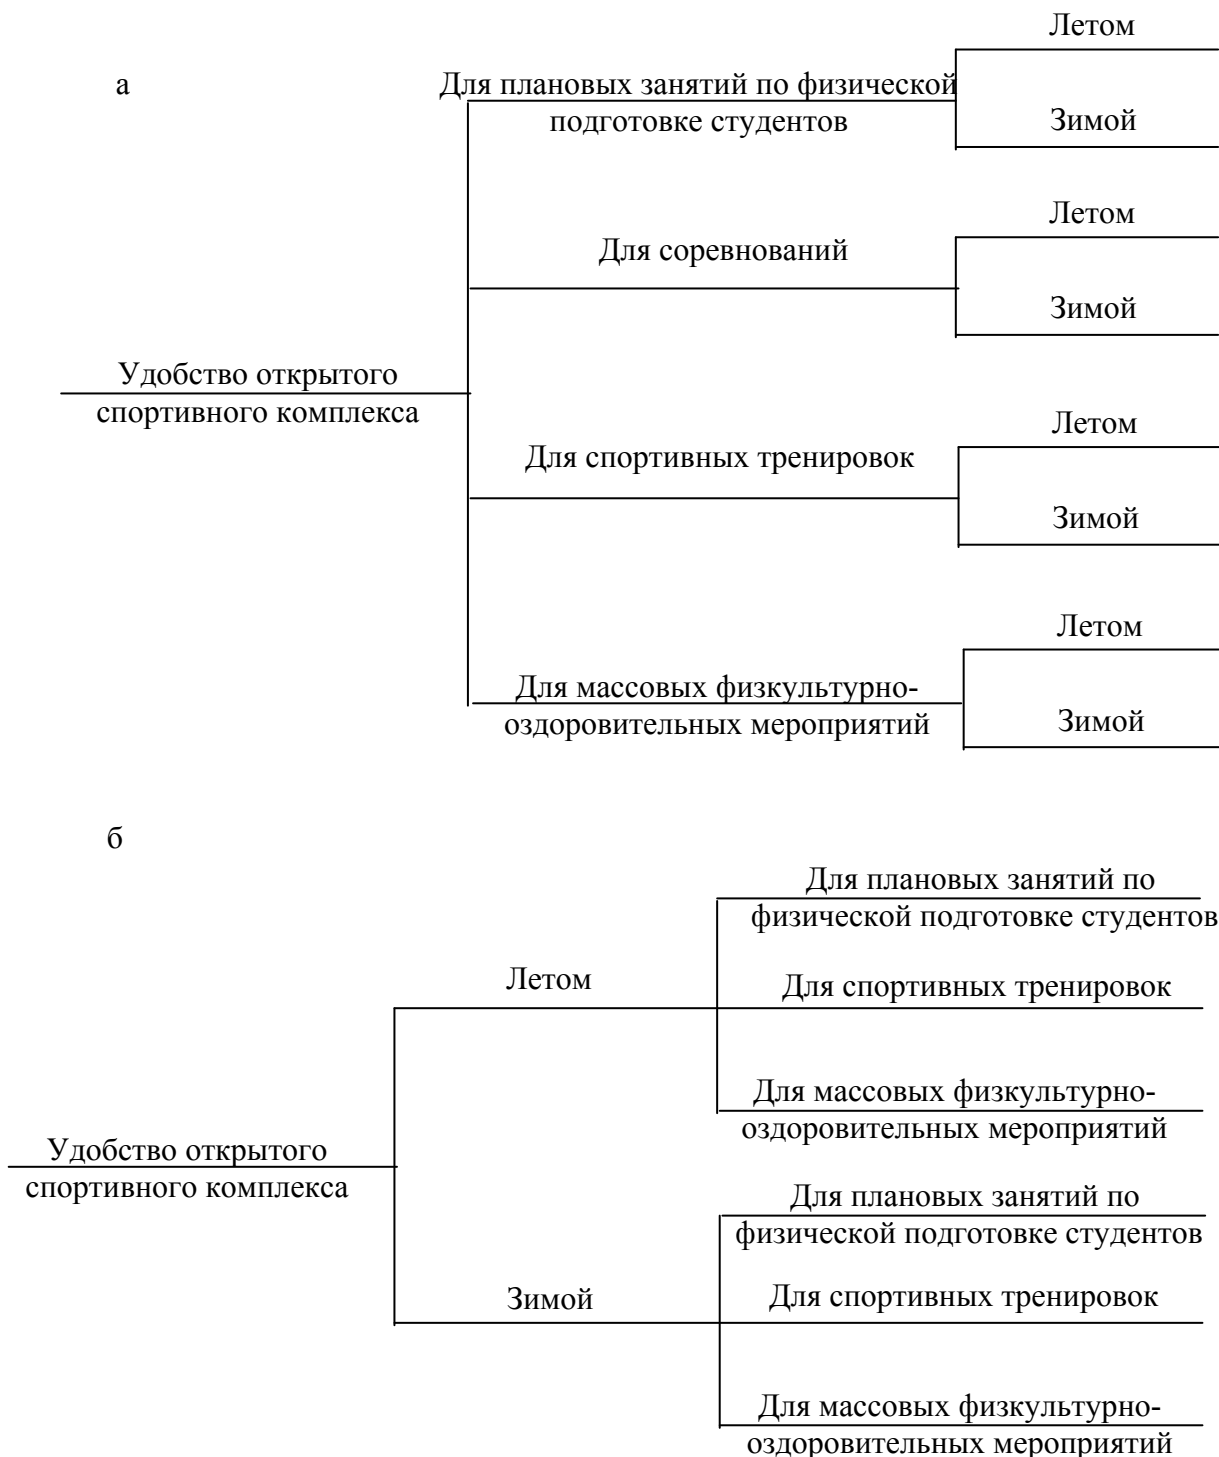 а
Летом
Для плановых занятий по физической
подготовке студентов
Зимой
Летом
Для соревнований
Зимой
Удобство открытого
спортивного комплекса
Летом
Для спортивных тренировок
Зимой
Летом
Для массовых физкультурно-
оздоровительных мероприятий
Зимой
б
Для плановых занятий по
физической подготовке студентов
Летом
Для спортивных тренировок
Для массовых физкультурно-
оздоровительных мероприятий
Удобство открытого
спортивного комплекса
Для плановых занятий по
физической подготовке студентов
Зимой
Для спортивных тренировок
Для массовых физкультурно-
оздоровительных мероприятий